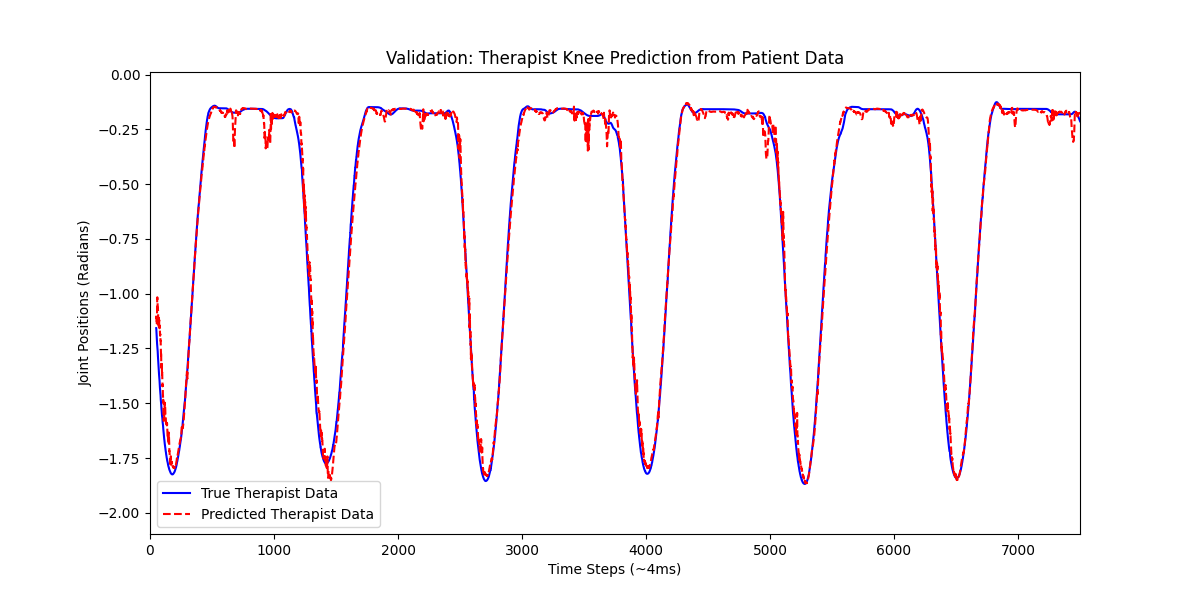 Validation: Therapist Knee Prediction from Patient Data
Joint Positions (Radians)
0.00
−0.25
−0.50
−0.75
−1.00
−1.25
−1.50
−1.75
−2.00
True Therapist Data
Predicted Therapist Data
0 1000 2000 3000 4000 5000 6000 7000
Time Steps (~4ms)